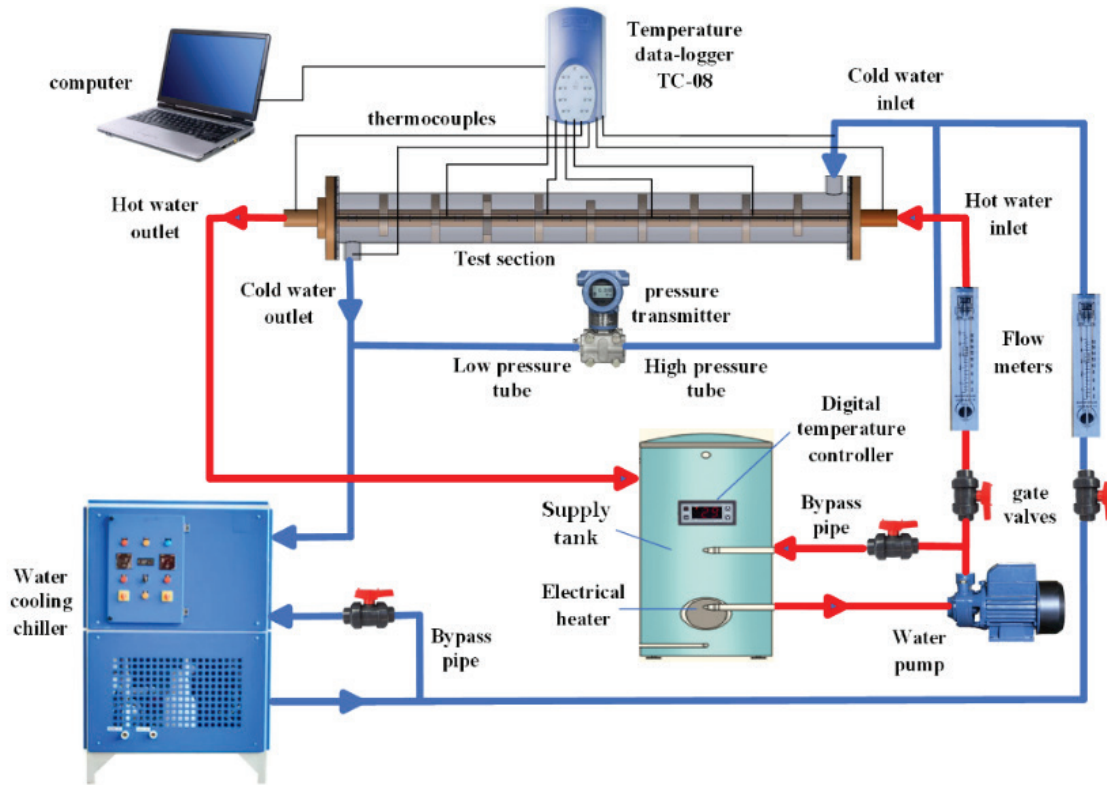 Temperature
data-logger
TC-08
computer
Cold water
inlet
thermocouples
Hot water
outlet
Hot water
inlet
Test section
Cold water
outlet
pressure
transmitter
Low pressure
tube
High pressure
tube
Flow
meters
Digital
temperature
controller
Supply
tank
Bypass
pipe
gate
valves
Water
cooling
chiller
Electrical
heater
Bypass
pipe
Water
pump